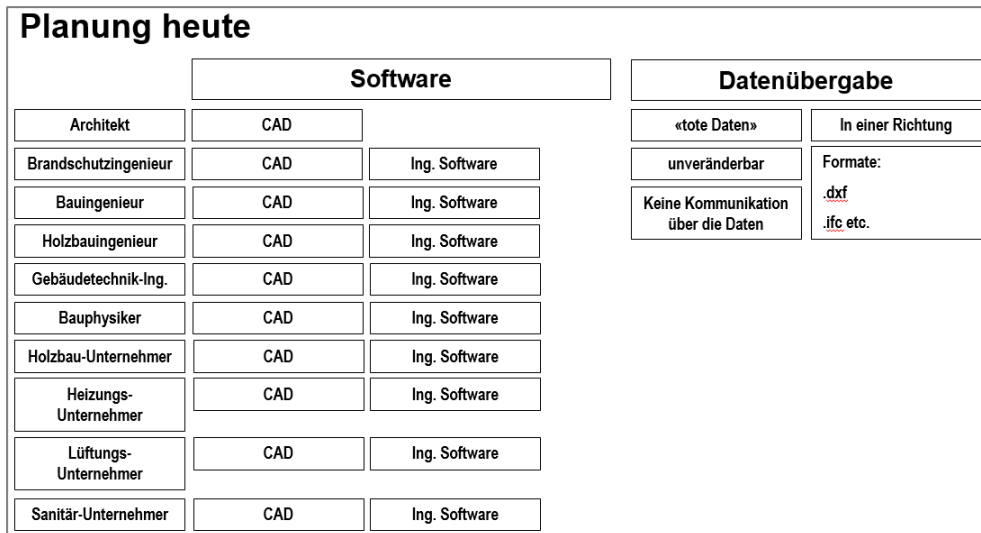 Planung heute
Software
Datenübergabe
Architekt
CAD
«tote Daten»
In einer Richtung
Brandschutzingenieur
CAD
Ing. Software
unveränderbar
Formate:
.dxf
.ifc etc.
Bauingenieur
CAD
Ing. Software
Keine Kommunikation
über die Daten
Holzbauingenieur
CAD
Ing. Software
Gebäudetechnik-Ing.
CAD
Ing. Software
Bauphysiker
CAD
Ing. Software
Holzbau-Unternehmer
CAD
Ing. Software
Heizungs-
Unternehmer
CAD
Ing. Software
Lüftungs-
Unternehmer
CAD
Ing. Software
Sanitär-Unternehmer
CAD
Ing. Software